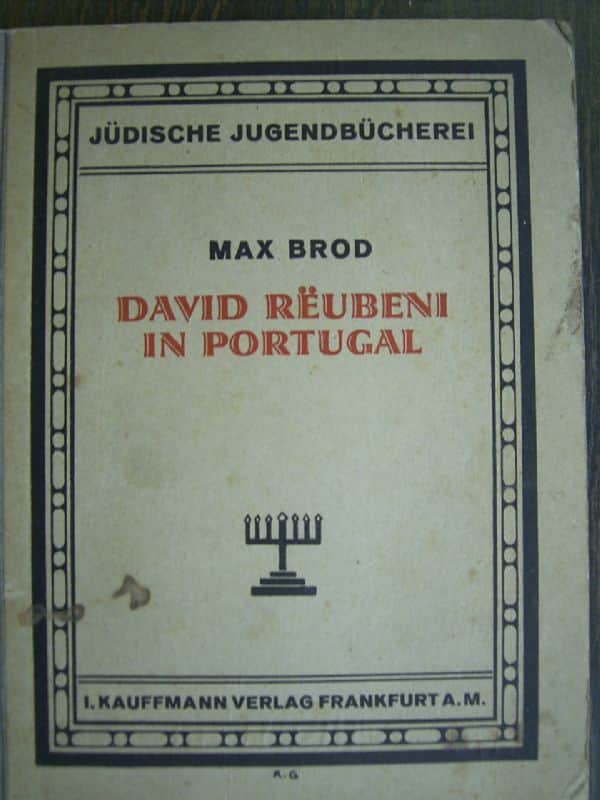 JÜDISCHE JUGENDBÜCHEREI
MAX BROD
DAVID RËUBENI
IN PORTUGAL
I. KAUFFMANN VERLAG FRANKFURT A. M.
K.G